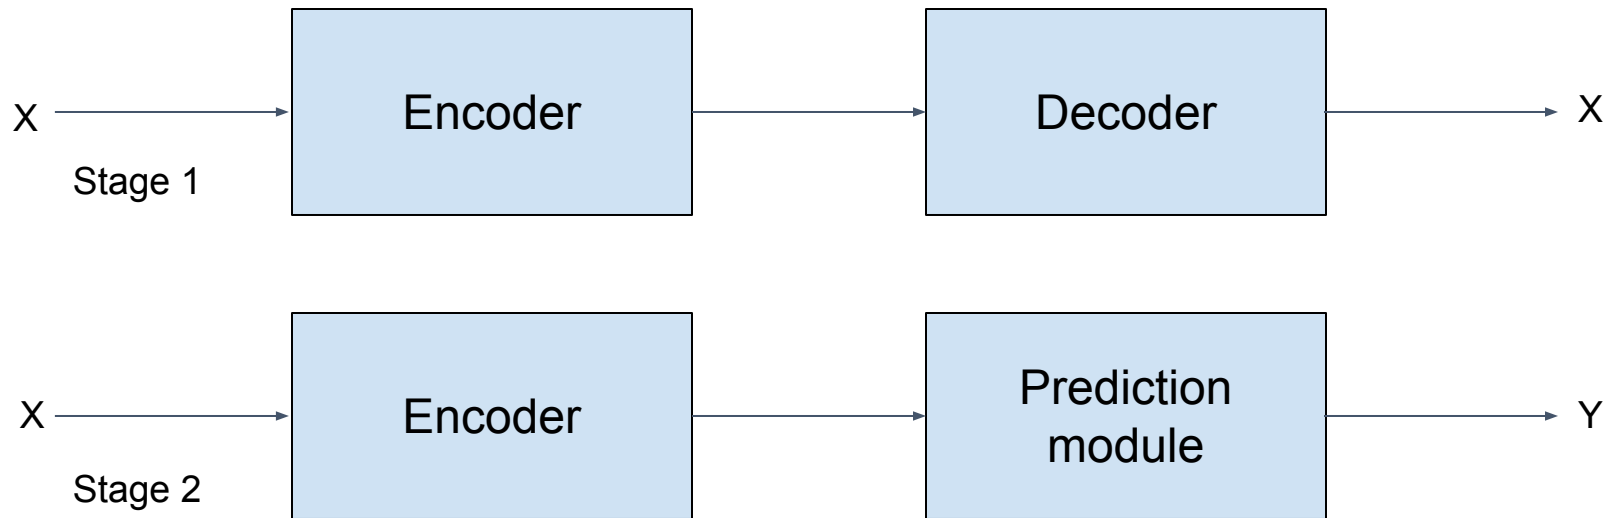 X
Encoder
Decoder
X
Stage 1
X
Encoder
Prediction
module
Y
Stage 2